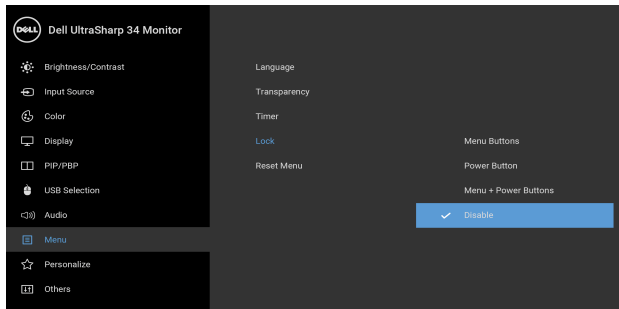 DELL Dell UltraSharp 34 Monitor
Brightness/Contrast
Input Source
Color
Display
PIP/PBP
USB Selection
Audio
Menu
Personalize
Others
Language
Transparency
Timer
Lock
Reset Menu
Menu Buttons
Power Button
Menu + Power Buttons
Disable